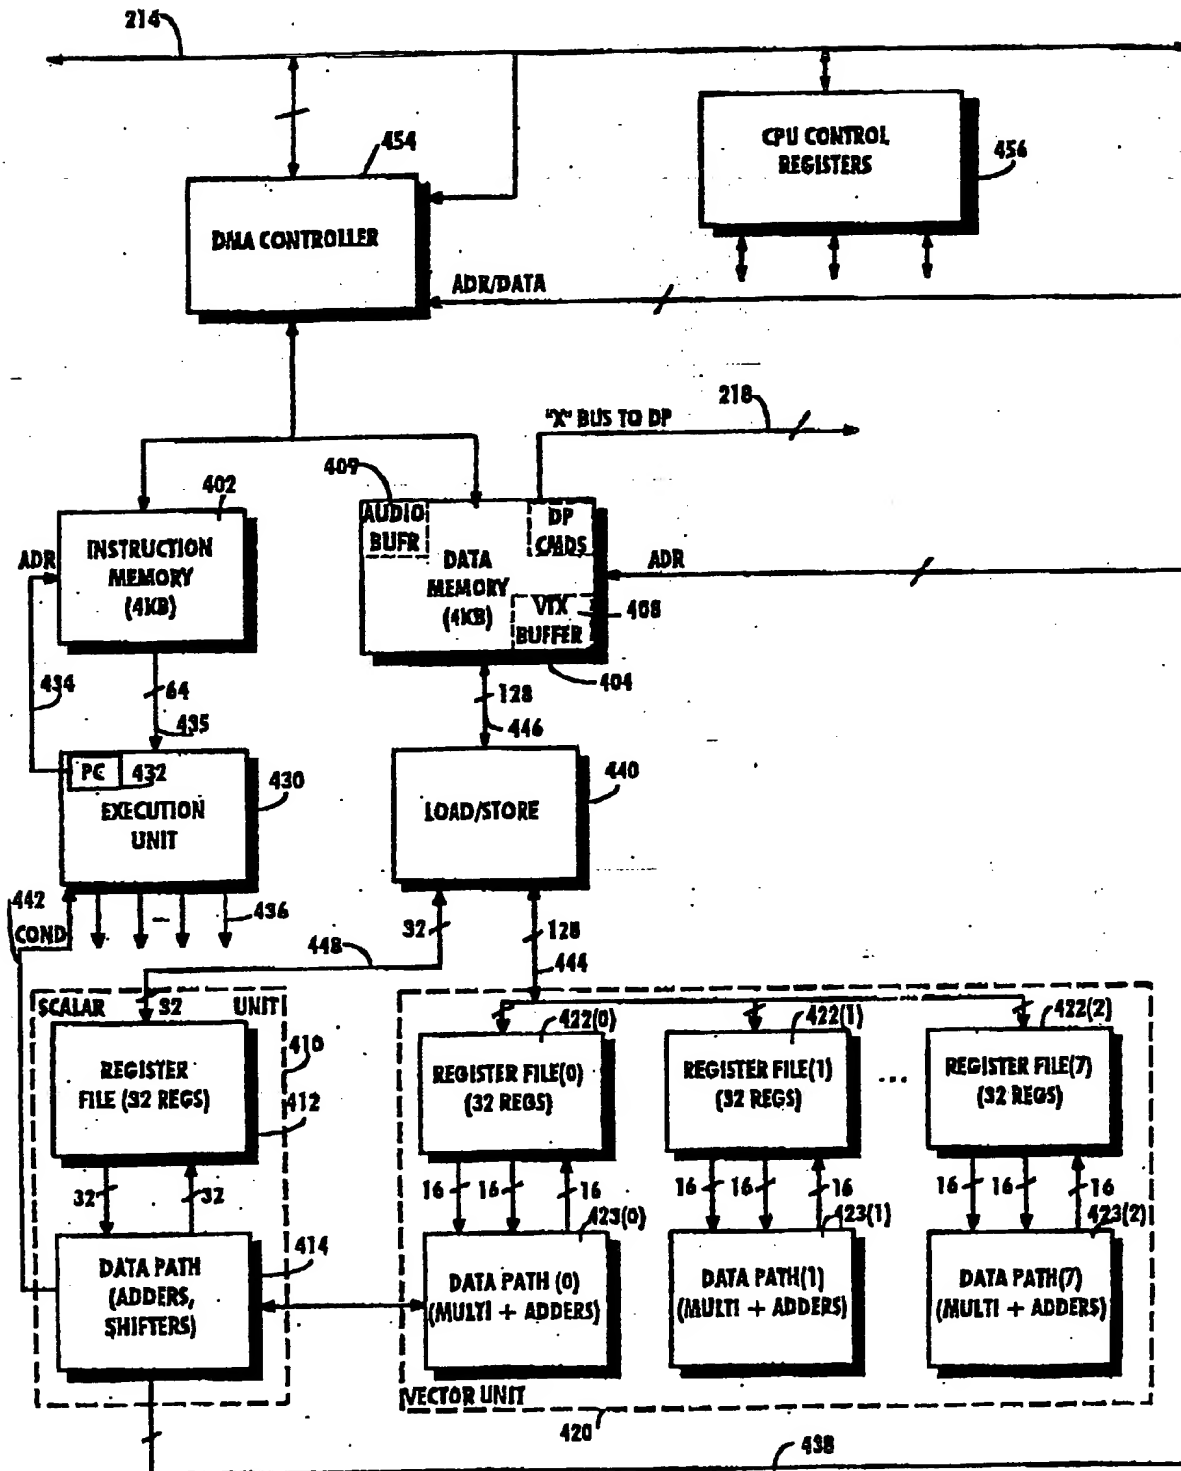 214
454
CPU CONTROL
REGISTERS
456
DMA CONTROLLER
ADR/DATA
218
"X" BUS TO DP
409
402
AUDIO
BUFR
DP
CMDS
ADR
INSTRUCTION
MEMORY
(4KB)
DATA
MEMORY
(4KB)
ADR
VTX
BUFFER
408
404
434
64
435
128
446
PC
432
EXECUTION
UNIT
430
LOAD/STORE
440
442
COND
436
448
32
128
444
SCALAR
32
UNIT
422(0)
422(1)
422(2)
REGISTER
FILE (32 REGS)
410
412
REGISTER FILE(0)
(32 REGS)
REGISTER FILE(1)
(32 REGS)
...
REGISTER FILE(7)
(32 REGS)
32
32
16
16
16
16
16
16
16
16
16
423(0)
423(1)
423(2)
DATA PATH
(ADDERS,
SHIFTERS)
414
DATA PATH (0)
(MULTI + ADDERS)
DATA PATH(1)
(MULTI + ADDERS)
DATA PATH(7)
(MULTI + ADDERS)
VECTOR UNIT
420
438